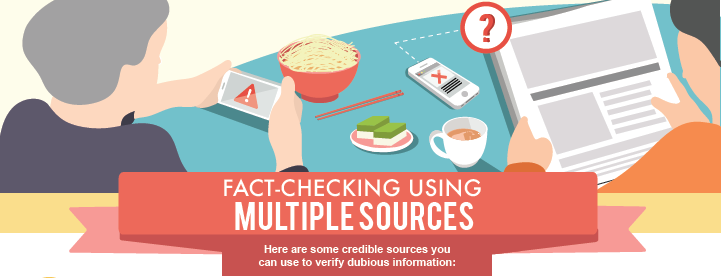 ?
!
FACT-CHECKING USING
MULTIPLE SOURCES
Here are some credible sources you
can use to verify dubious information: